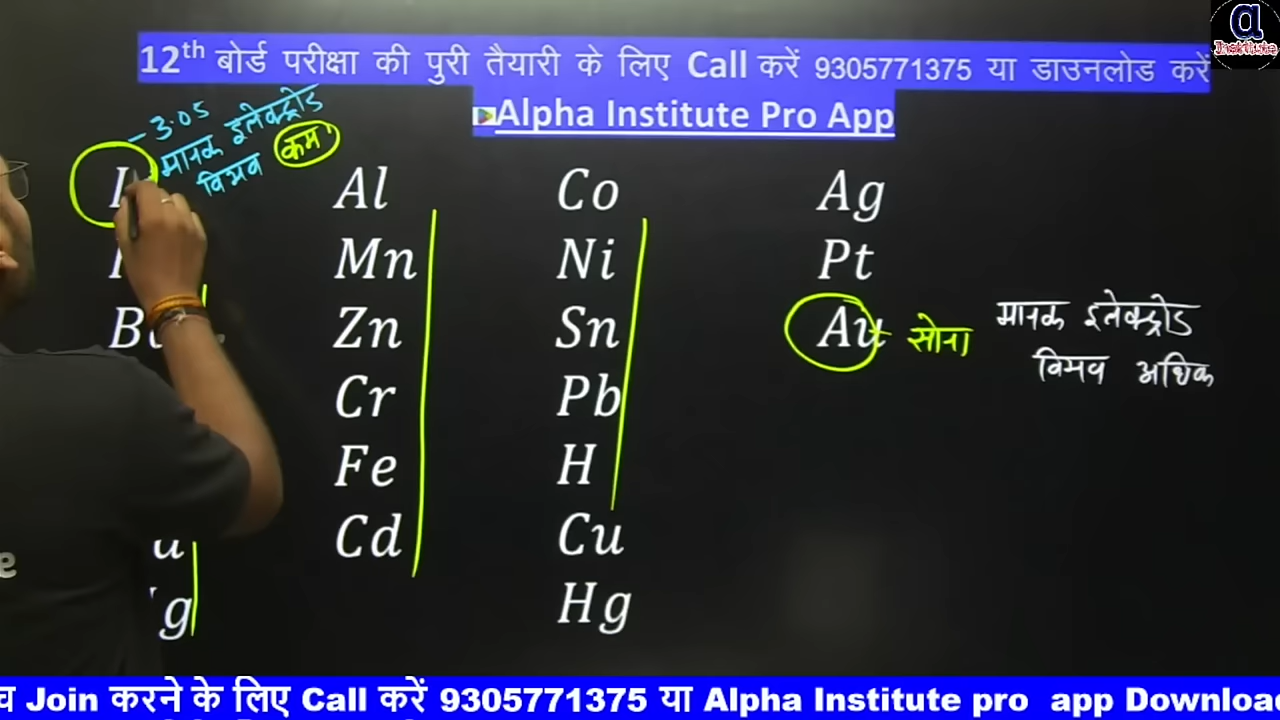 α
Institute
12th बोर्ड परीक्षा की पुरी तैयारी के लिए Call करें 9305771375 या डाउनलोड करें
Alpha Institute Pro App
- 3.05
मानक इलेक्ट्रोड
विभव कम
Al
Mn
Zn
Cr
Fe
Cd
Co
Ni
Sn
Pb
H
Cu
Hg
Ag
Pt
Au सोना
मानक इलेक्ट्रोड
विभव अधिक
Join करने के लिए Call करें 9305771375 या Alpha Institute pro app